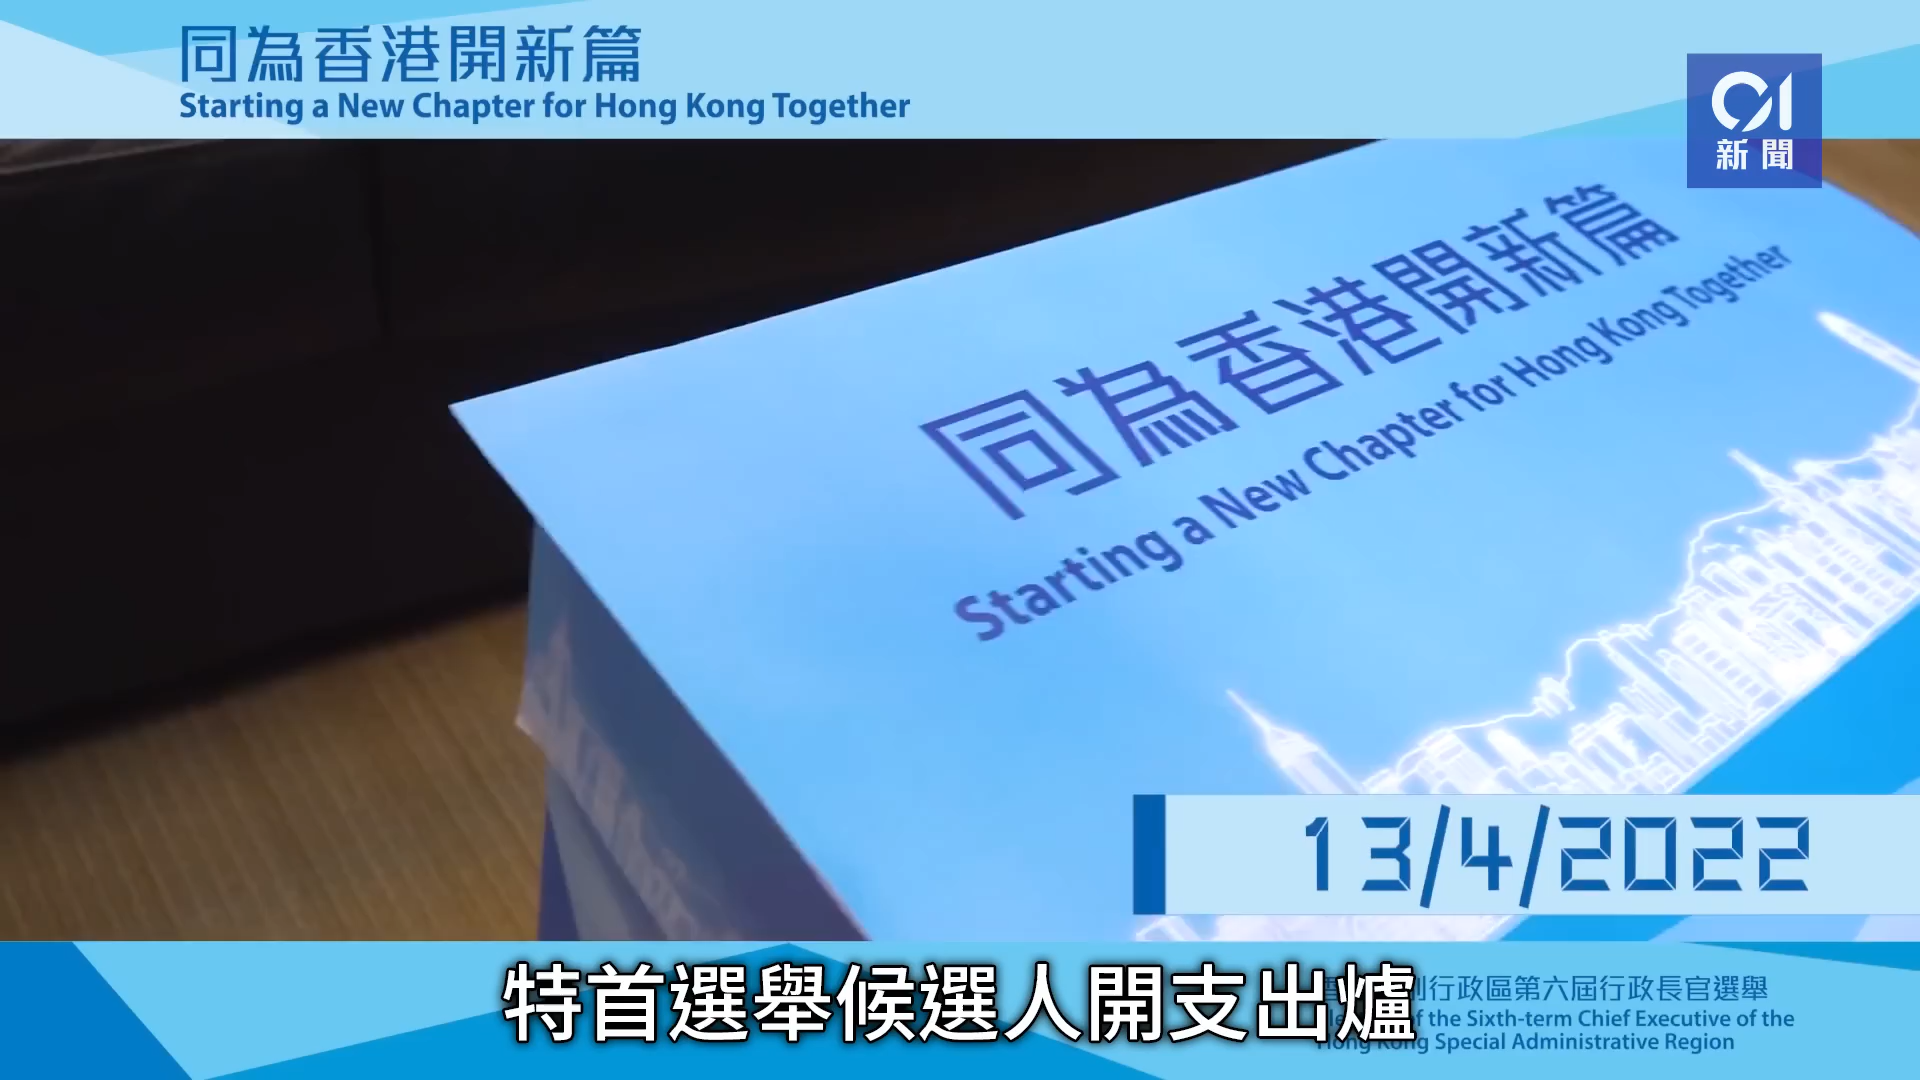 同為香港開新篇
Starting a New Chapter for Hong Kong Together
01
新聞
同為香港開新篇
Starting a New Chapter for Hong Kong Together
13/4/2022
特首選舉候選人開支出爐
行政區第六屆行政長官選舉
of the Sixth-term Chief Executive of the
Hong Kong Special Administrative Region